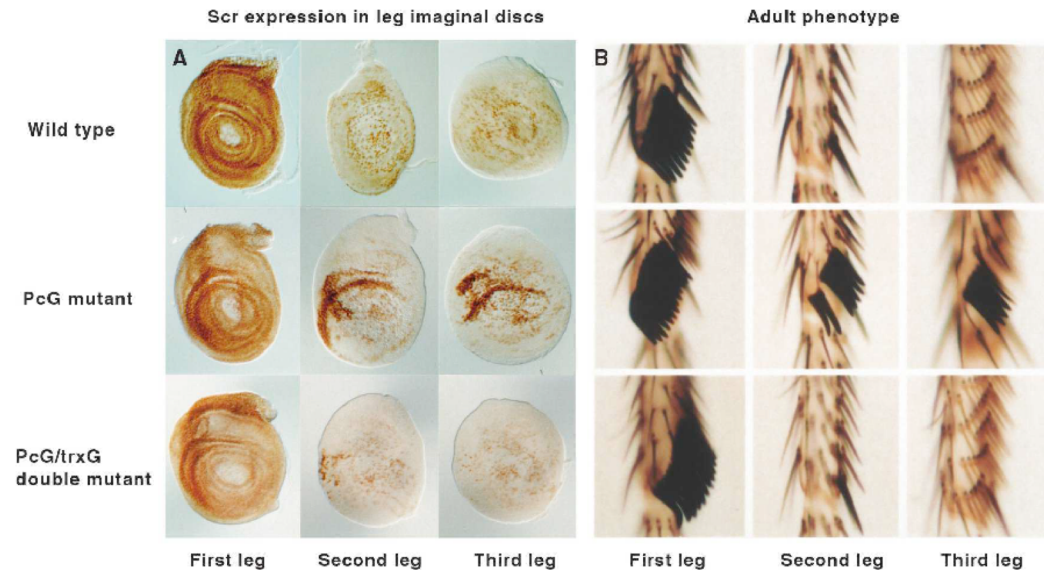 Scr expression in leg imaginal discs
Adult phenotype
A
B
Wild type
PcG mutant
PcG/trxG
double mutant
First leg
Second leg
Third leg
First leg
Second leg
Third leg